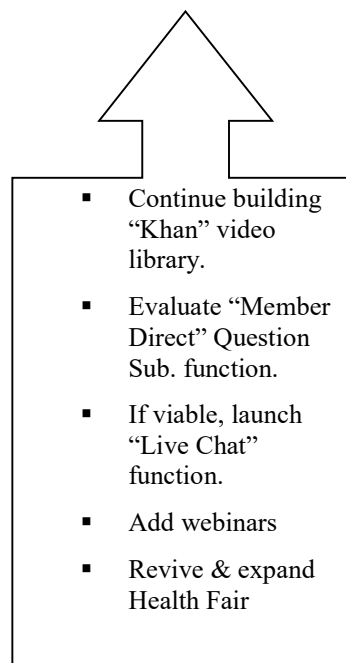 ▪ Continue building
“Khan” video
library.
▪ Evaluate “Member
Direct” Question
Sub. function.
▪ If viable, launch
“Live Chat”
function.
▪ Add webinars
▪ Revive & expand
Health Fair